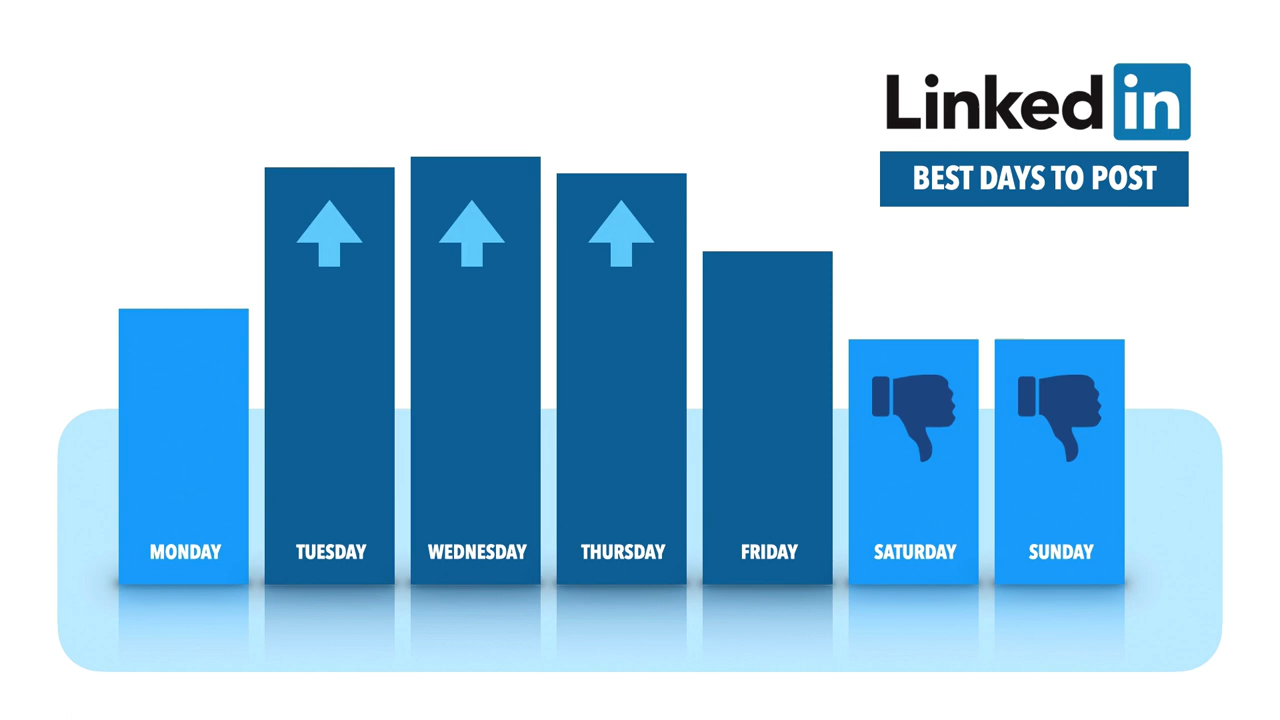 Linkedin
BEST DAYS TO POST
MONDAY
TUESDAY
WEDNESDAY
THURSDAY
FRIDAY
SATURDAY
SUNDAY